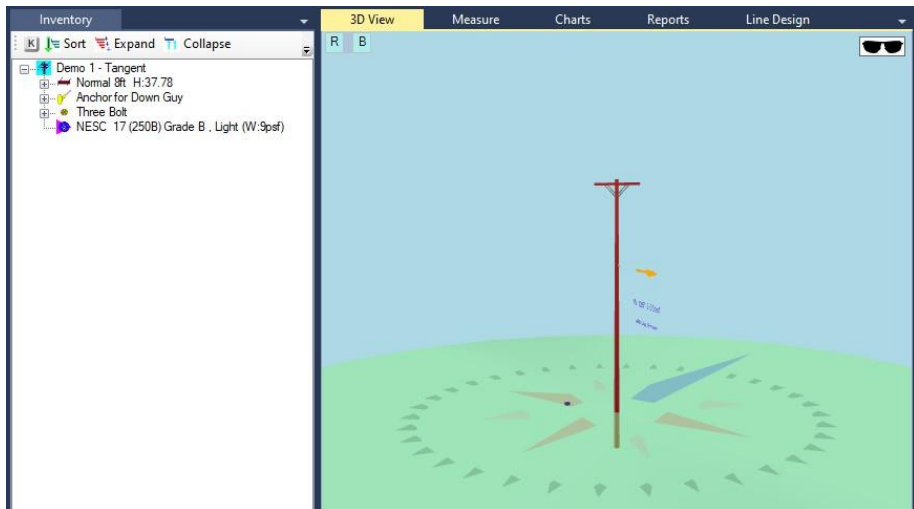 Inventory
3D View Measure Charts Reports Line Design
K Sort Expand Collapse
R B
Demo 1 - Tangent
Normal 8ft H:37.78
Anchor for Down Guy
Three Bolt
NESC 17 (250B) Grade B , Light (W:9psf)